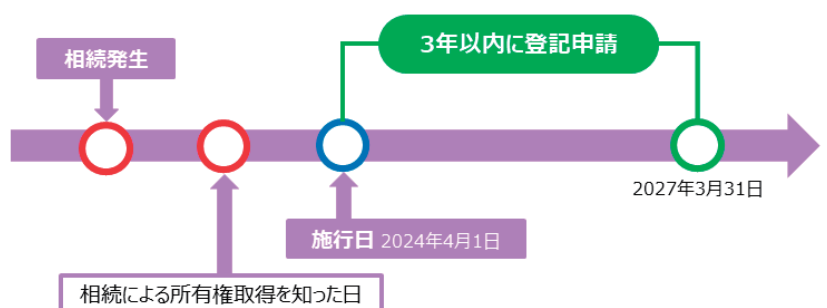 3年以内に登記申請
相続発生
2027年3月31日
施行日 2024年4月1日
相続による所有権取得を知った日